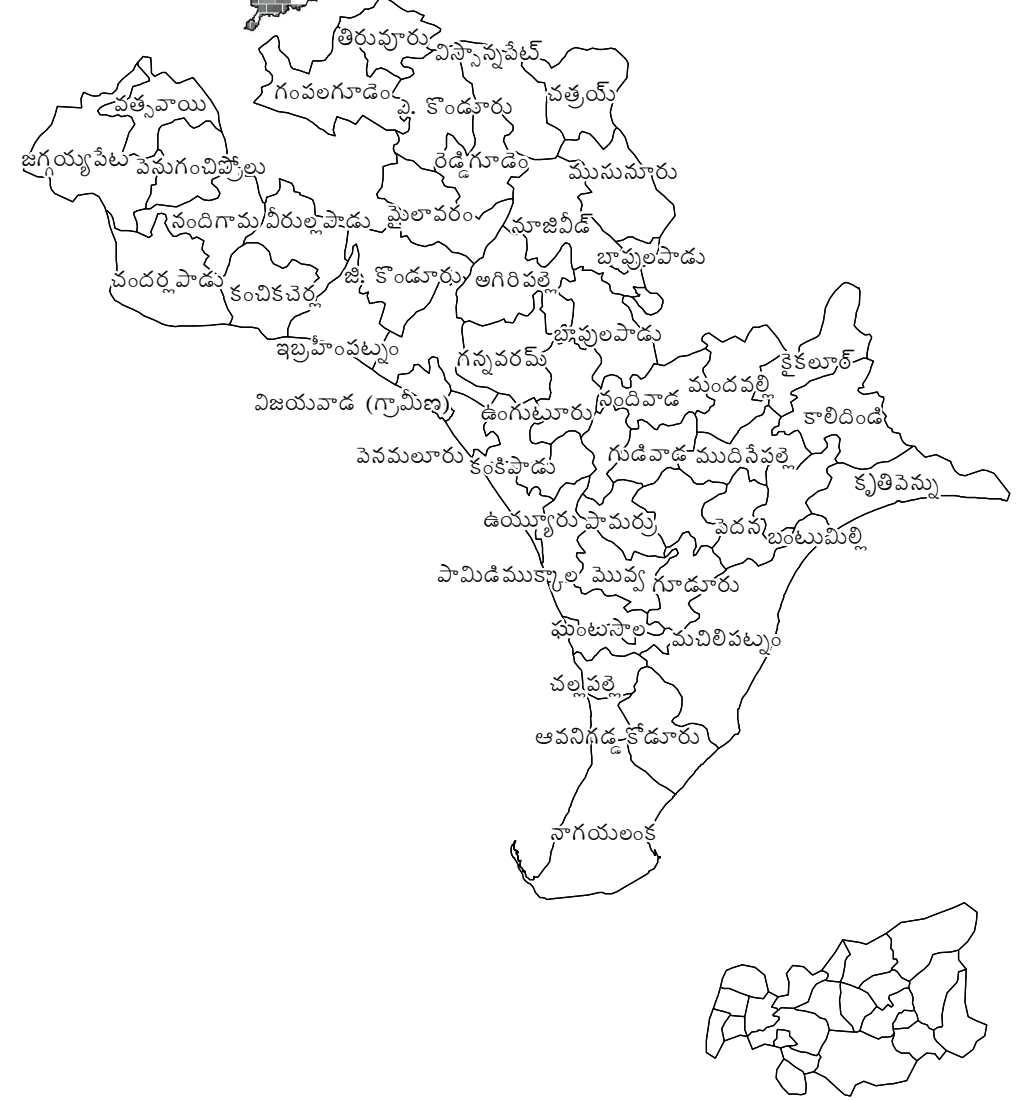 తిరువూరు
విస్సాన్నపేట్
గంపలగూడెం
చత్రయ్
వత్సవాయి
ఎ. కొండూరు
జగ్గయ్యపేట
పెనుగంచిప్రోలు
రెడ్డిగూడెం
ముసునూరు
నందిగామ
వీరుల్లపాడు
మైలావరం
నూజివీడ్
బాపులపాడు
చందర్లపాడు
కంచికచెర్ల
జి. కొండూరు
అగిరిపల్లె
ఇబ్రహీంపట్నం
గన్నవరమ్
బాపులపాడు
కైకలూర్
విజయవాడ (గ్రామీణ)
ఉంగుటూరు
నందివాడ
మందవల్లి
కాలిదిండి
పెనమలూరు
కంకిపాడు
గుడివాడ
ముదినేపల్లె
కృతివెన్ను
ఉయ్యూరు
పామర్రు
పెదన
బంటుమిల్లి
పామిడిముక్కాల
మొవ్వ
గూడూరు
ఘంటసాల
మచిలిపట్నం
చల్లపల్లె
ఆవనిగడ్డ
కోడూరు
నాగయలంక